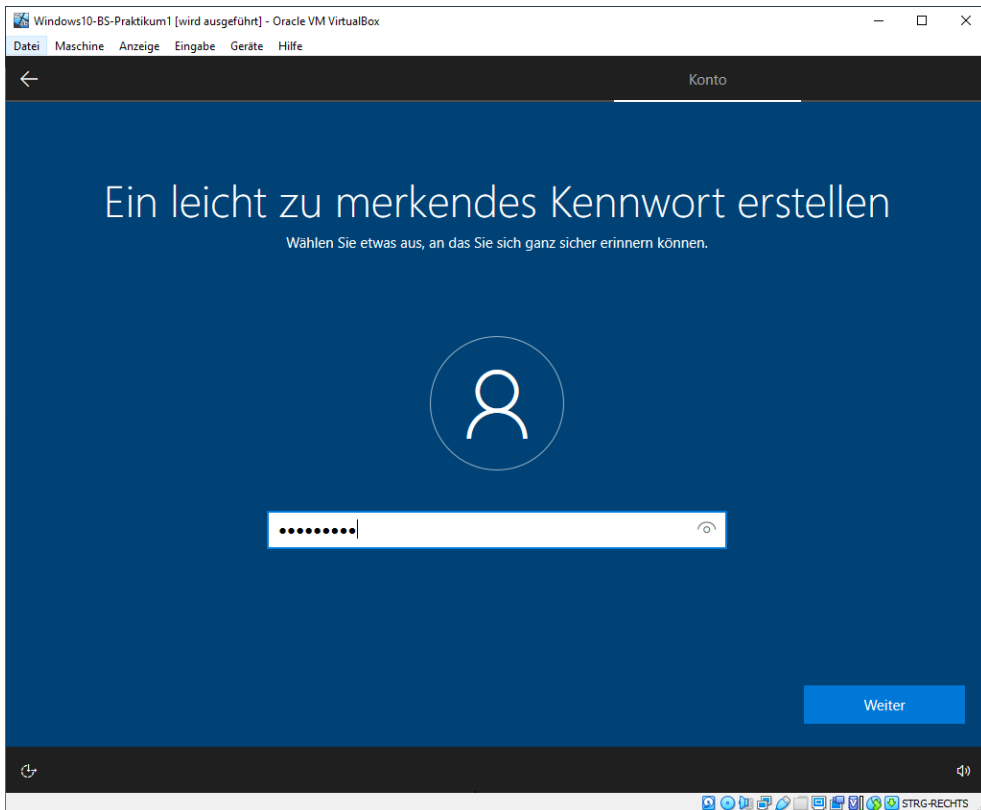 Windows10-BS-Praktikum1 [wird ausgeführt] - Oracle VM VirtualBox
Datei Maschine Anzeige Eingabe Geräte Hilfe
Konto
Ein leicht zu merkendes Kennwort erstellen
Wählen Sie etwas aus, an das Sie sich ganz sicher erinnern können.
●●●●●●●●●
Weiter
STRG-RECHTS